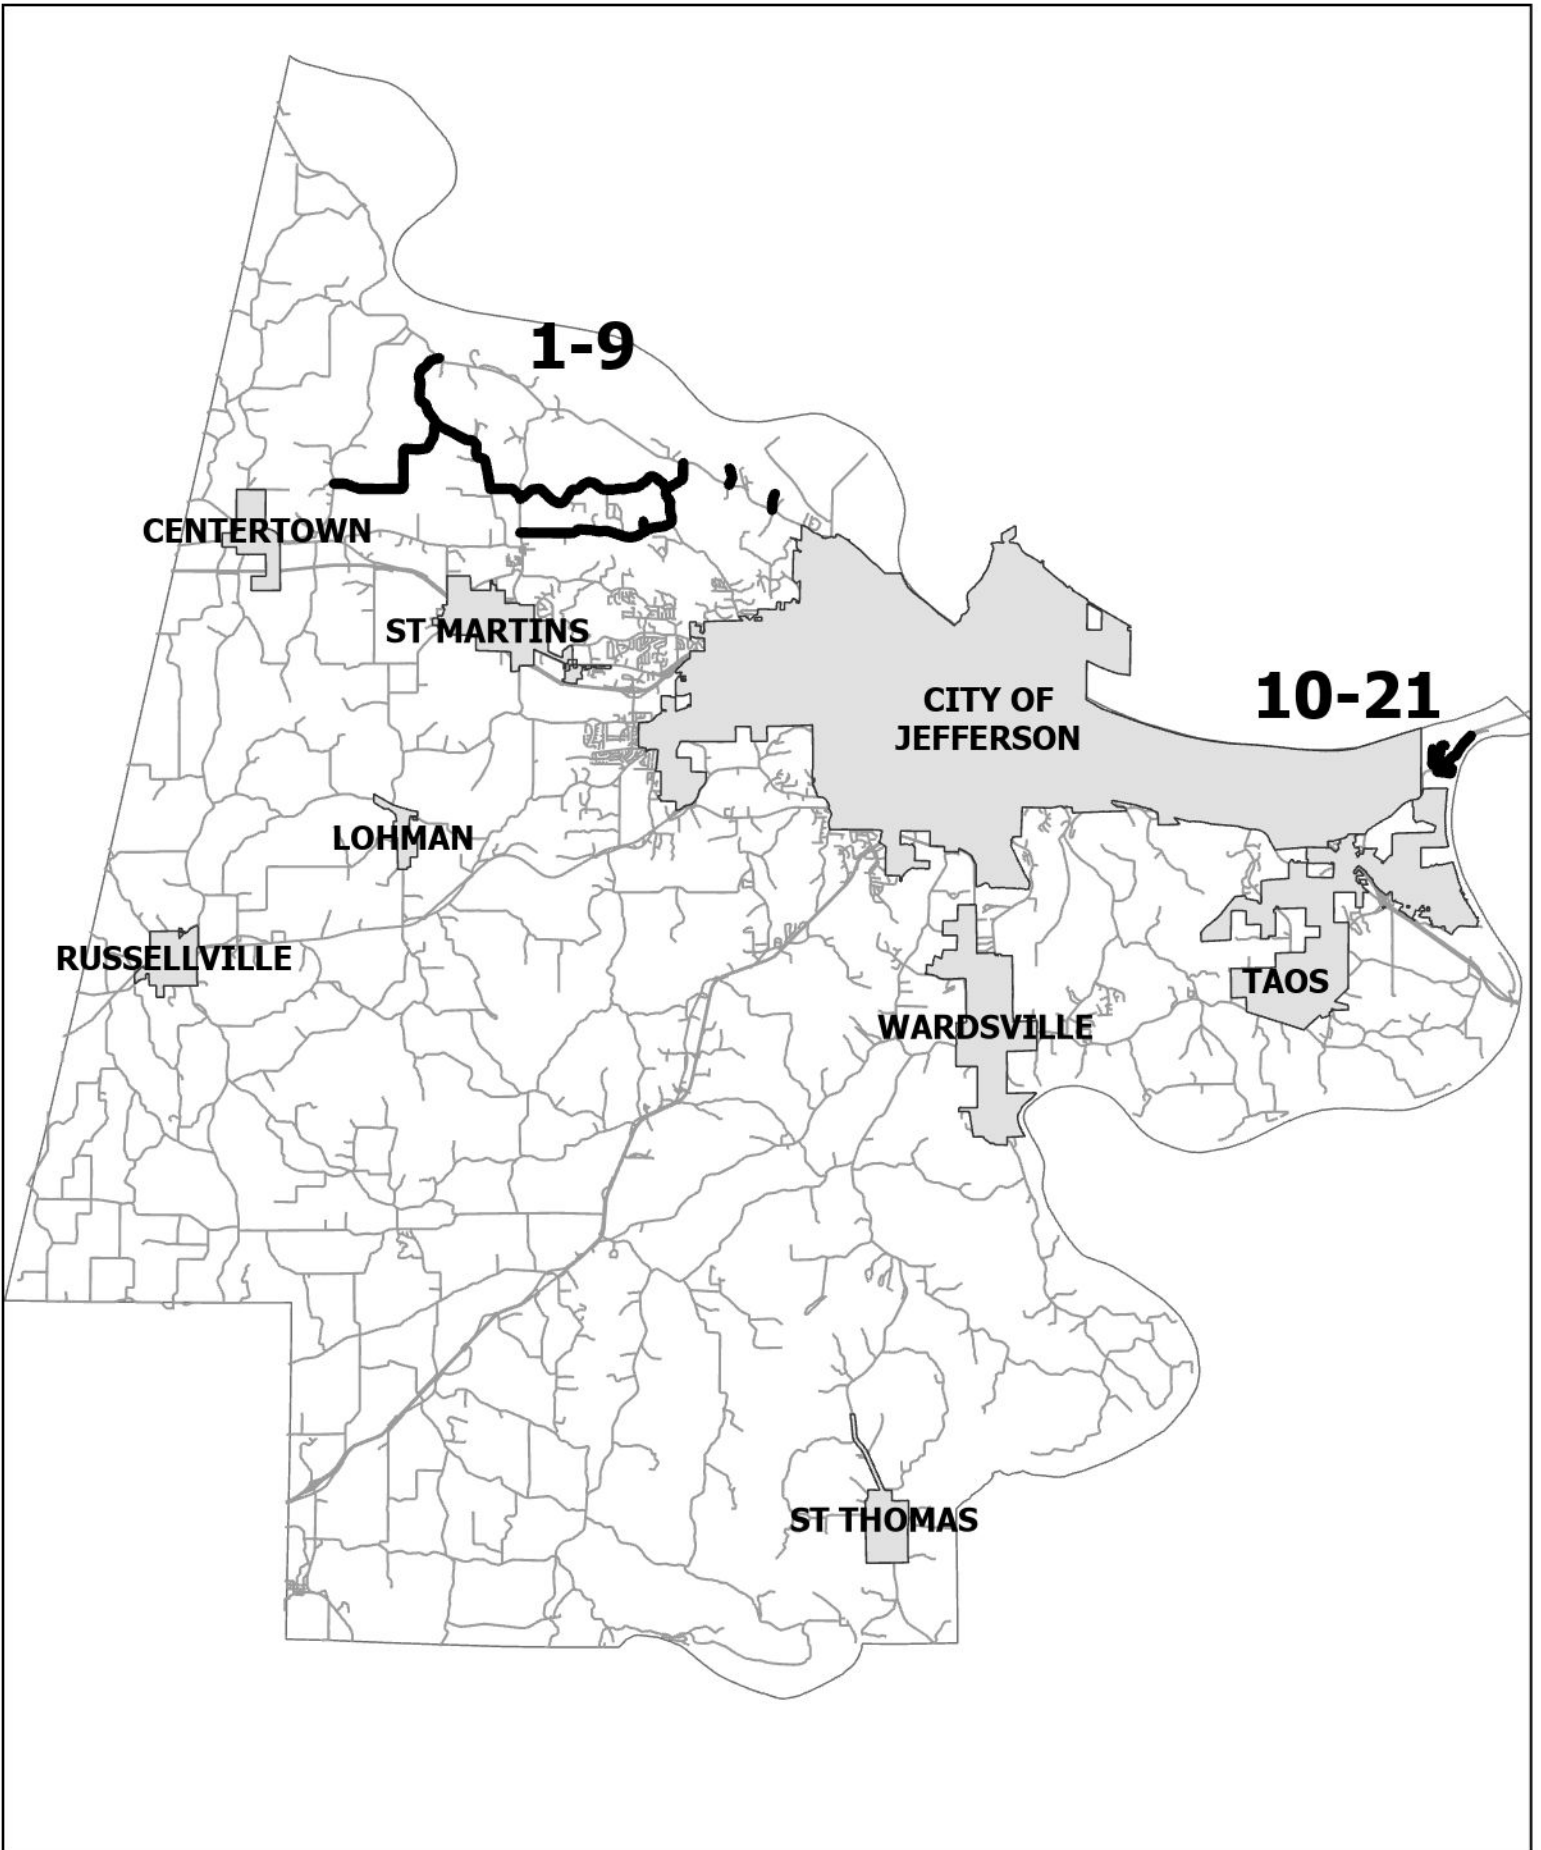 1-9
CENTERTOWN
ST MARTINS
10-21
CITY OF
JEFFERSON
LOHMAN
RUSSELLVILLE
TAOS
WARDSVILLE
ST THOMAS